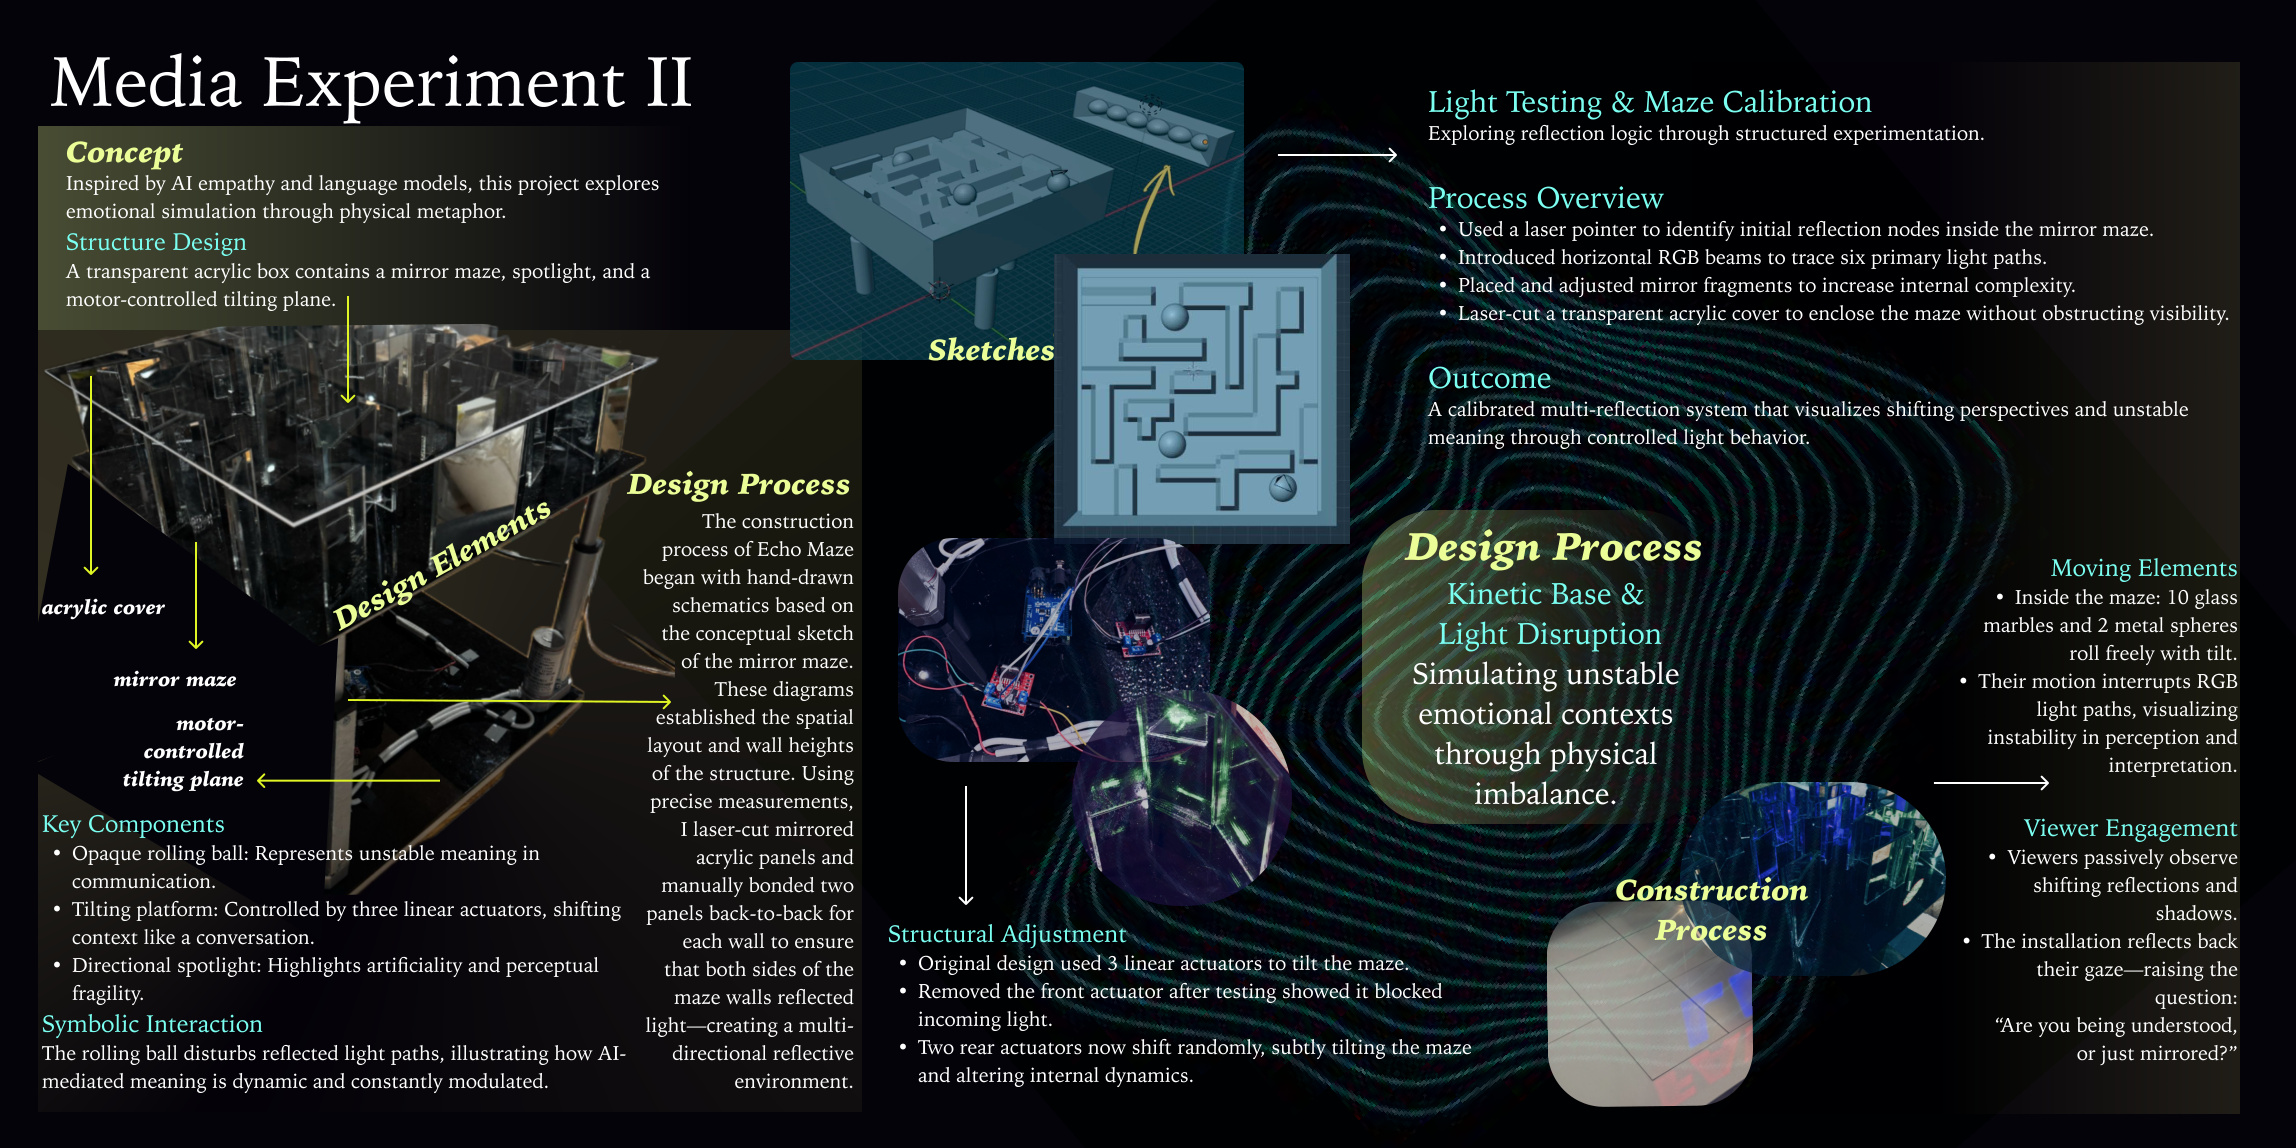 Media Experiment II
Concept
Inspired by AI empathy and language models, this project explores
emotional simulation through physical metaphor.
Structure Design
A transparent acrylic box contains a mirror maze, spotlight, and a
motor-controlled tilting plane.
Design Elements
acrylic cover
mirror maze
motor-
controlled
tilting plane
Key Components
• Opaque rolling ball: Represents unstable meaning in
communication.
• Tilting platform: Controlled by three linear actuators, shifting
context like a conversation.
• Directional spotlight: Highlights artificiality and perceptual
fragility.
Symbolic Interaction
The rolling ball disturbs reflected light paths, illustrating how AI-
mediated meaning is dynamic and constantly modulated.
Design Process
The construction
process of Echo Maze
began with hand-drawn
schematics based on
the conceptual sketch
of the mirror maze.
These diagrams
established the spatial
layout and wall heights
of the structure. Using
precise measurements,
I laser-cut mirrored
acrylic panels and
manually bonded two
panels back-to-back for
each wall to ensure
that both sides of the
maze walls reflected
light—creating a multi-
directional reflective
environment.
Sketches
Light Testing & Maze Calibration
Exploring reflection logic through structured experimentation.
Process Overview
• Used a laser pointer to identify initial reflection nodes inside the mirror maze.
• Introduced horizontal RGB beams to trace six primary light paths.
• Placed and adjusted mirror fragments to increase internal complexity.
• Laser-cut a transparent acrylic cover to enclose the maze without obstructing visibility.
Outcome
A calibrated multi-reflection system that visualizes shifting perspectives and unstable
meaning through controlled light behavior.
Design Process
Kinetic Base &
Light Disruption
Simulating unstable
emotional contexts
through physical
imbalance.
Structural Adjustment
• Original design used 3 linear actuators to tilt the maze.
• Removed the front actuator after testing showed it blocked
incoming light.
• Two rear actuators now shift randomly, subtly tilting the maze
and altering internal dynamics.
Construction
Process
Moving Elements
• Inside the maze: 10 glass
marbles and 2 metal spheres
roll freely with tilt.
• Their motion interrupts RGB
light paths, visualizing
instability in perception and
interpretation.
Viewer Engagement
• Viewers passively observe
shifting reflections and
shadows.
• The installation reflects back
their gaze—raising the
question:
“Are you being understood,
or just mirrored?”